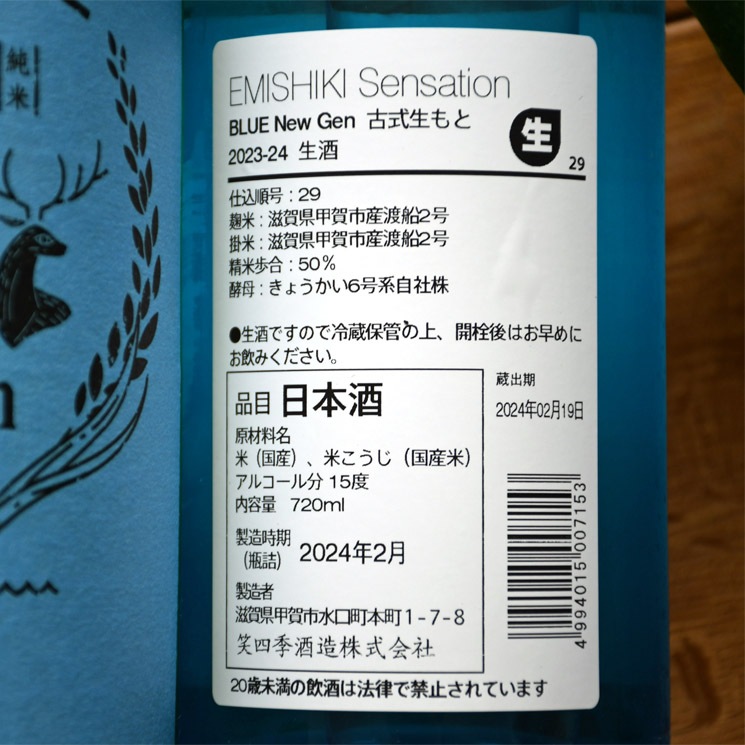 純米
n
EMISHIKI Sensation
BLUE New Gen 古式生もと
2023-24 生酒
生
29
仕込順号：29
麹米：滋賀県甲賀市産渡船2号
掛米：滋賀県甲賀市産渡船2号
精米歩合：50%
酵母：きょうかい6号系自社株
●生酒ですので冷蔵保管の上、開栓後はお早めに
お飲みください。
品目 日本酒
原材料名
米（国産）、米こうじ（国産米）
アルコール分 15度
内容量 720ml
製造時期
（瓶詰） 2024年2月
製造者
滋賀県甲賀市水口町本町1-7-8
笑四季酒造株式会社
蔵出期
2024年02月19日
4994015007153
20歳未満の飲酒は法律で禁止されています